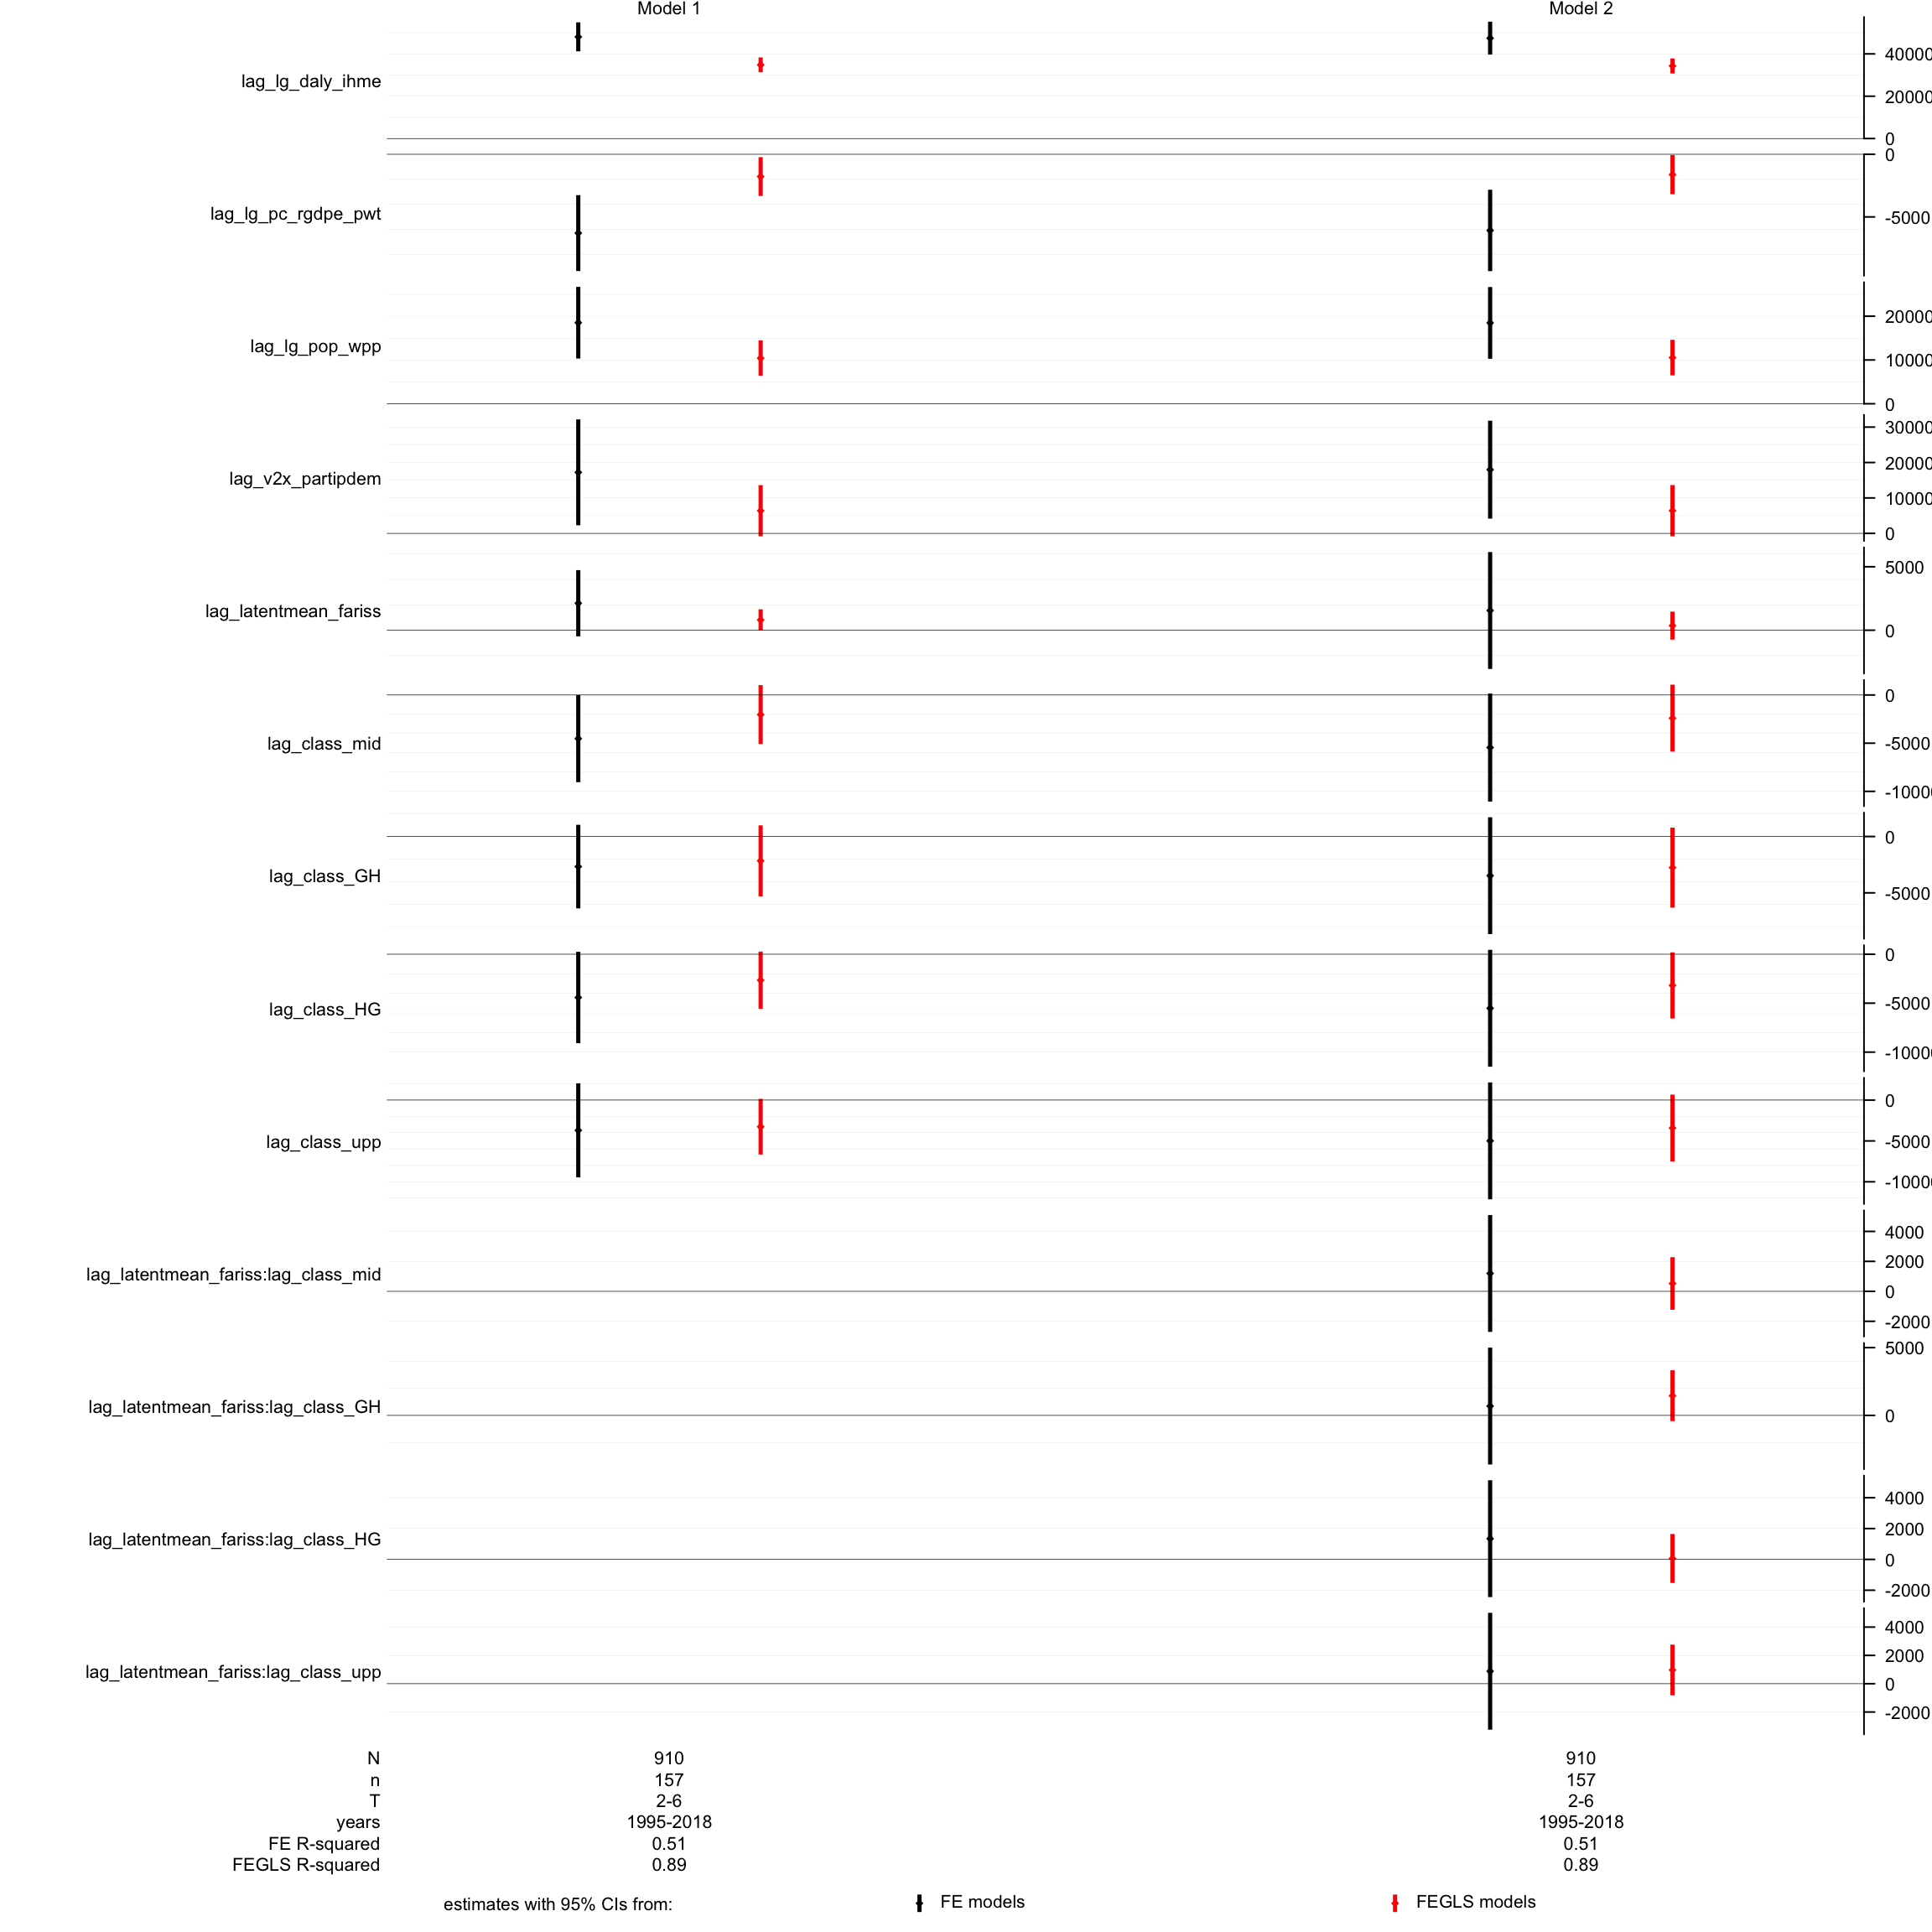 Model 1 Model 2
40000
lag_lg_daly_ihme
20000
0
0
lag_lg_pc_rgdpe_pwt
-5000
20000
lag_lg_pop_wpp
10000
0
30000
20000
lag_v2x_partipdem
10000
0
5000
lag_latentmean_fariss
0
0
lag_class_mid
-5000
-10000
0
lag_class_GH
-5000
0
lag_class_HG
-5000
-10000
0
lag_class_upp
-5000
-10000
4000
2000
lag_latentmean_fariss:lag_class_mid
0
-2000
5000
lag_latentmean_fariss:lag_class_GH
0
4000
2000
lag_latentmean_fariss:lag_class_HG
0
-2000
4000
2000
lag_latentmean_fariss:lag_class_upp
0
-2000
N 910 910
n 157 157
T 2-6 2-6
years 1995-2018 1995-2018
FE R-squared 0.51 0.51
FEGLS R-squared 0.89 0.89
estimates with 95% CIs from: FE models FEGLS models